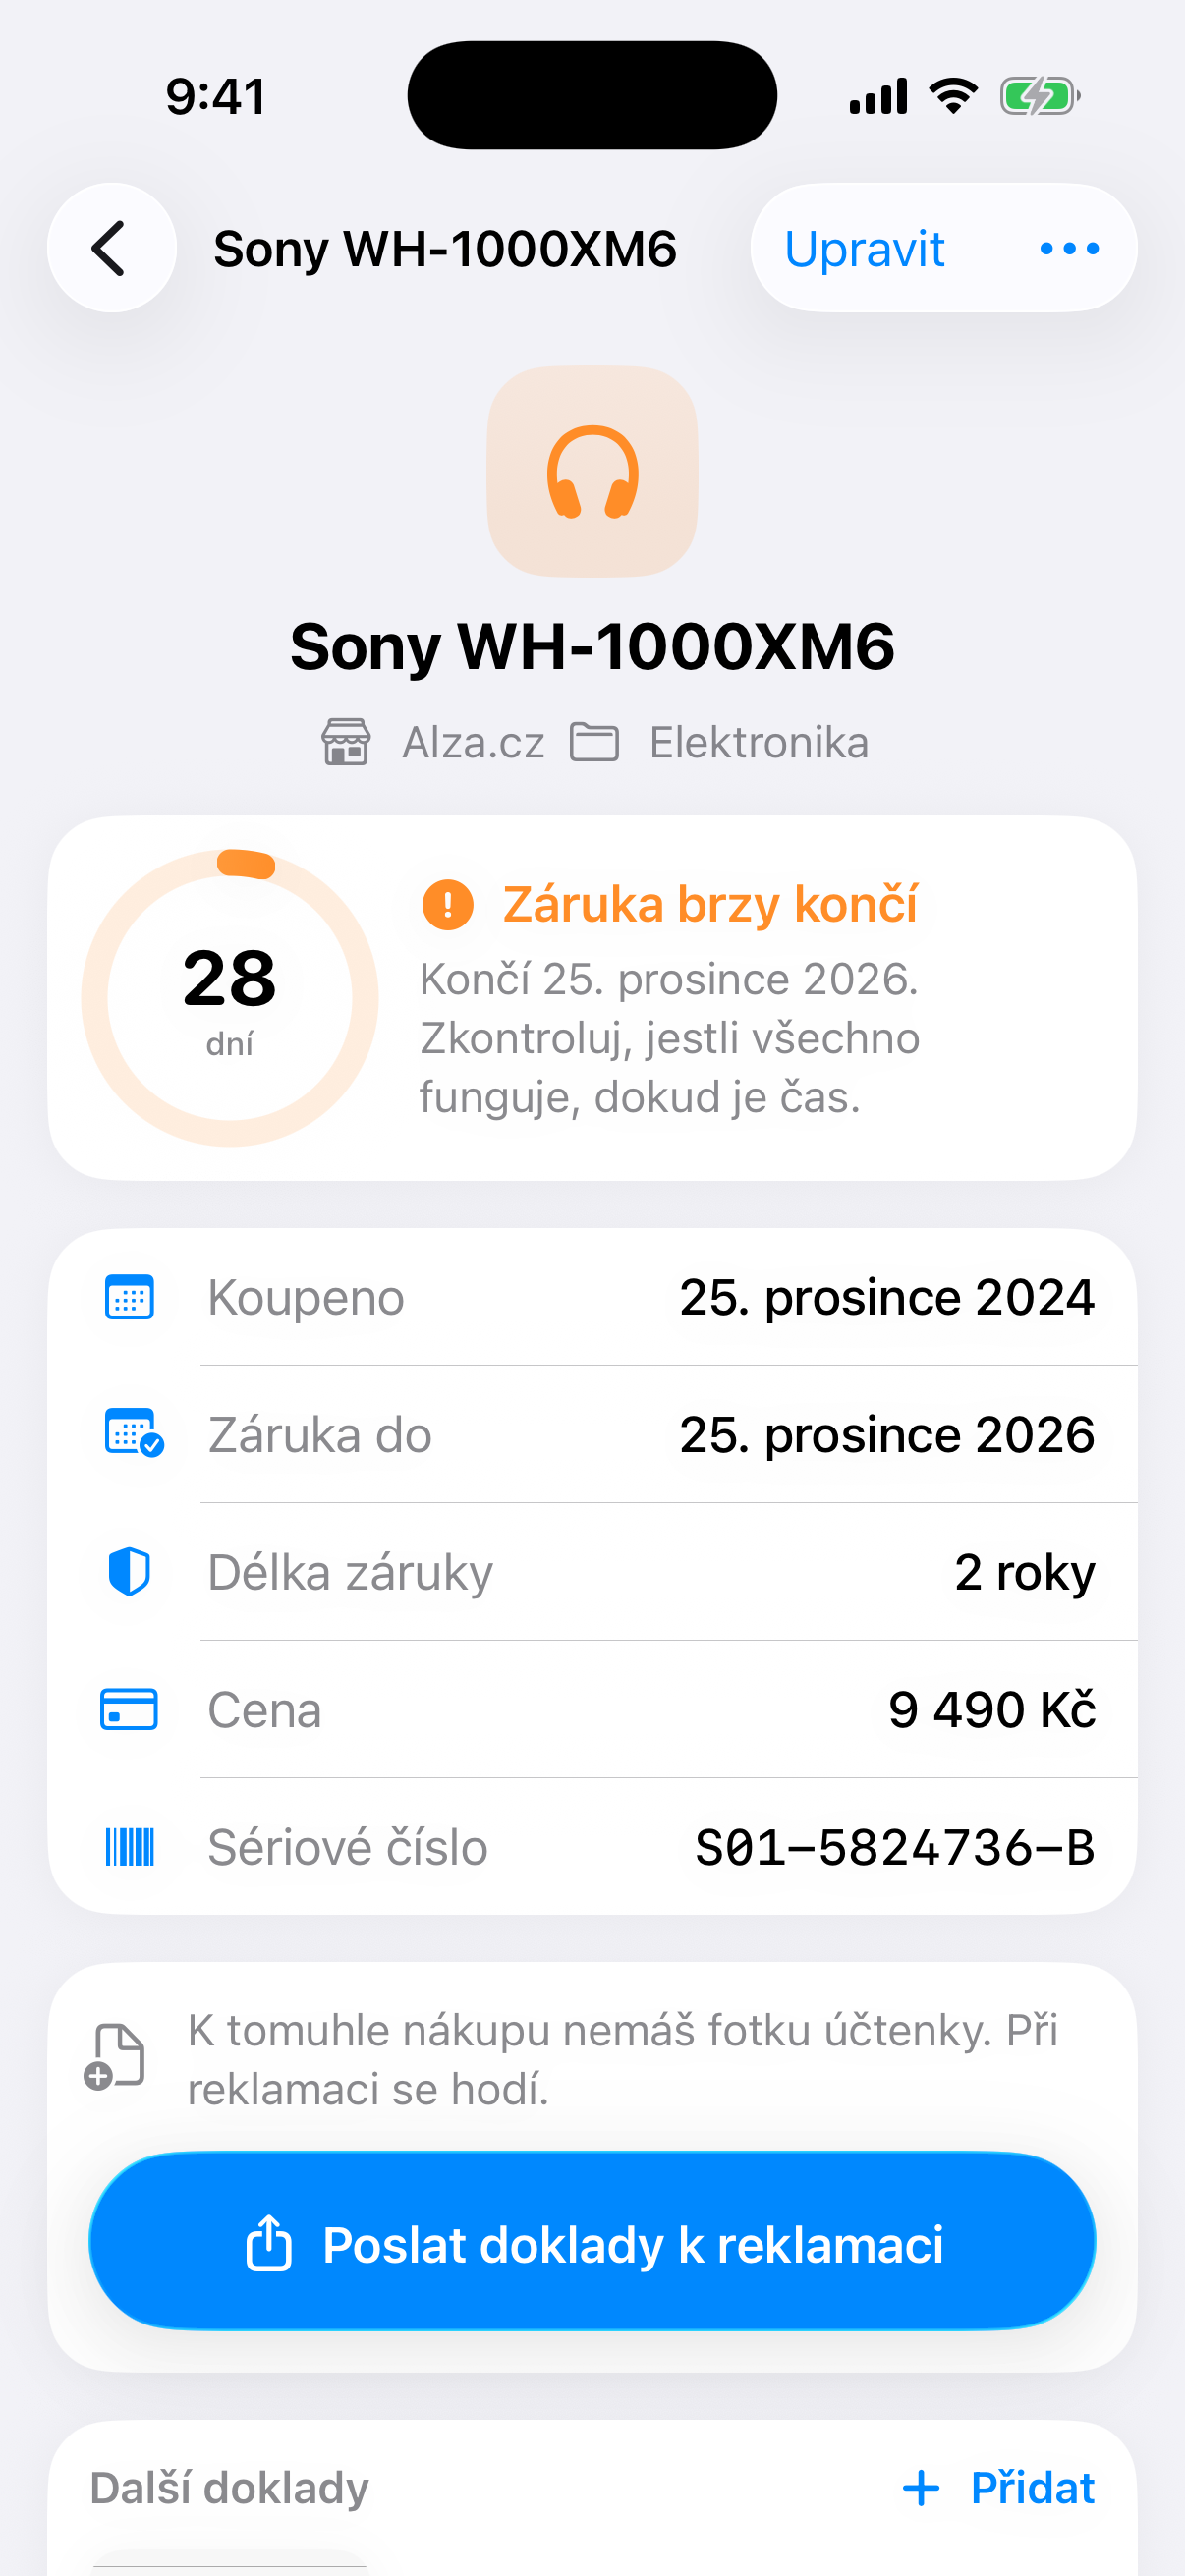 9:41
Sony WH-1000XM6
Upravit
Sony WH-1000XM6
Alza.cz Elektronika
28
dní
Záruka brzy končí
Končí 25. prosince 2026.
Zkontroluj, jestli všechno
funguje, dokud je čas.
Koupeno 25. prosince 2024
Záruka do 25. prosince 2026
Délka záruky 2 roky
Cena 9 490 Kč
Sériové číslo S01–5824736–B
K tomuhle nákupu nemáš fotku účtenky. Při
reklamaci se hodí.
Poslat doklady k reklamaci
Další doklady + Přidat